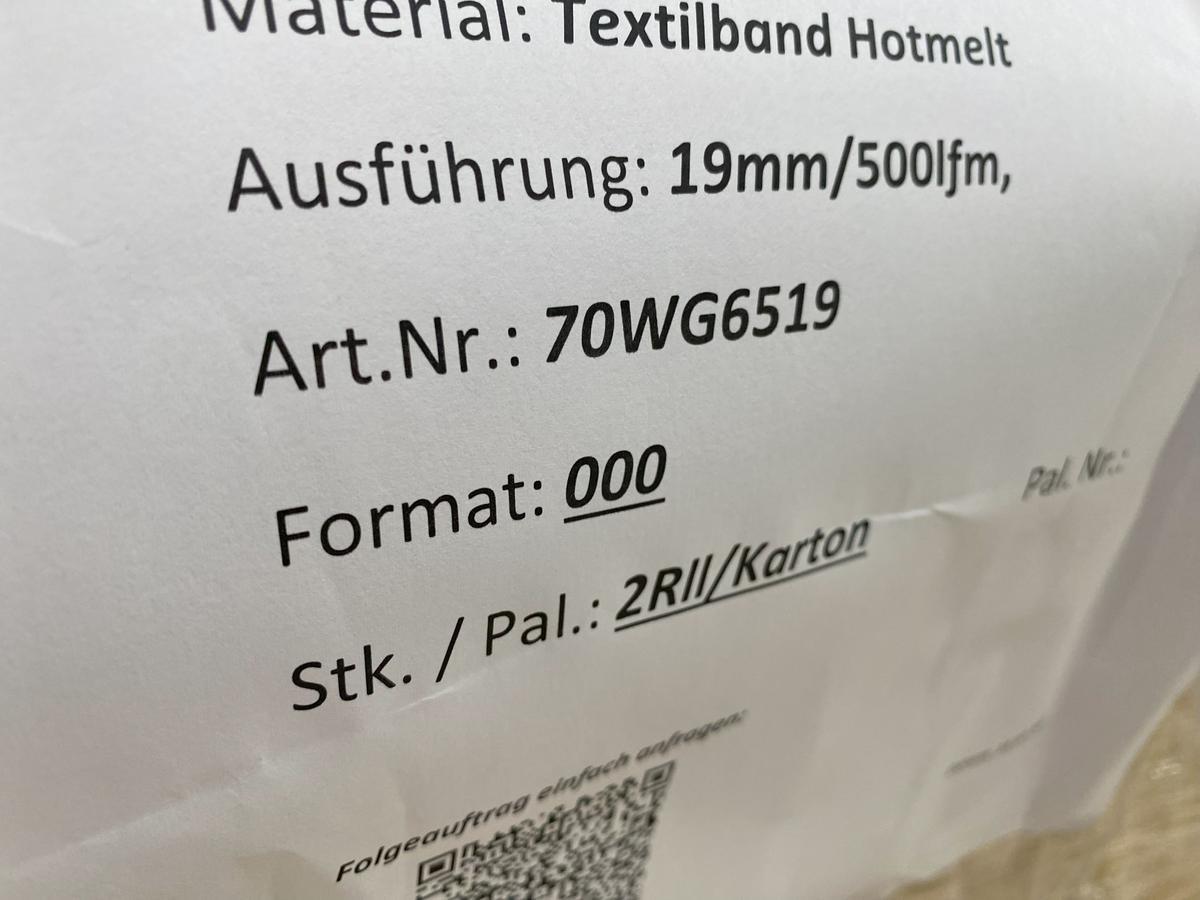 Material: Textilband Hotmelt
Ausführung: 19mm/500lfm,
Art.Nr.: 70WG6519
Format: 000
Pal. Nr.:
Stk. / Pal.: 2Rll/Karton
Folgeauftrag einfach anfragen: